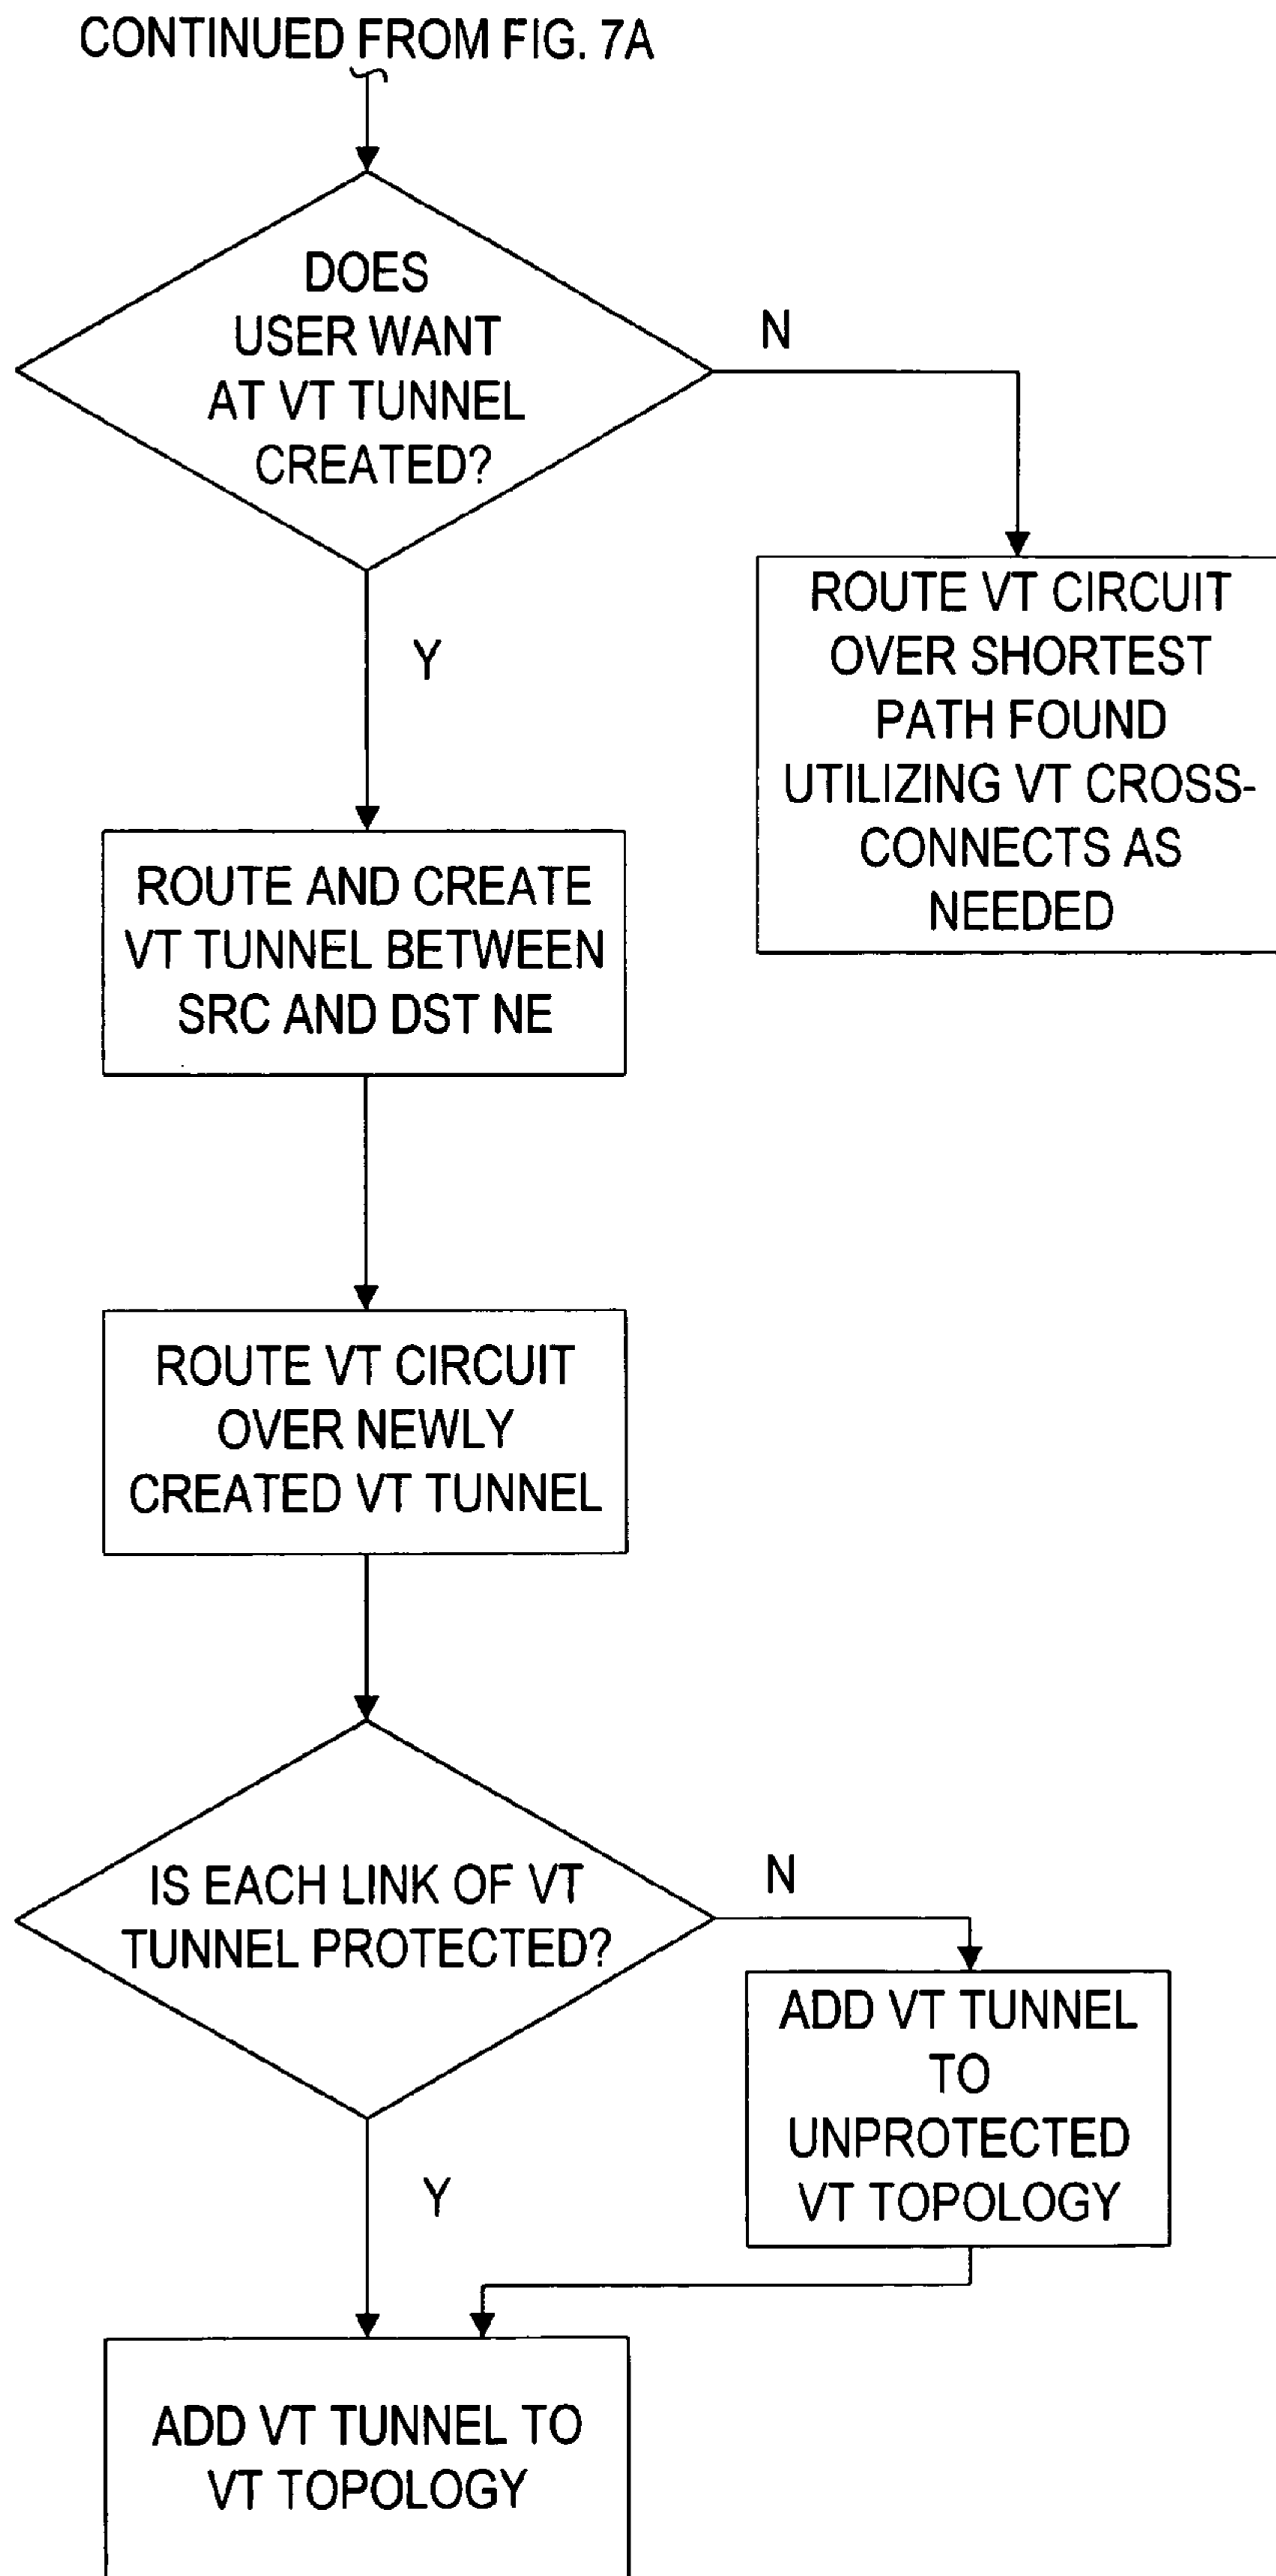 CONTINUED FROM FIG. 7A
DOES
USER WANT
AT VT TUNNEL
CREATED?
N
Y
ROUTE VT CIRCUIT
OVER SHORTEST
PATH FOUND
UTILIZING VT CROSS-
CONNECTS AS
NEEDED
ROUTE AND CREATE
VT TUNNEL BETWEEN
SRC AND DST NE
ROUTE VT CIRCUIT
OVER NEWLY
CREATED VT TUNNEL
IS EACH LINK OF VT
TUNNEL PROTECTED?
N
Y
ADD VT TUNNEL
TO
UNPROTECTED
VT TOPOLOGY
ADD VT TUNNEL TO
VT TOPOLOGY